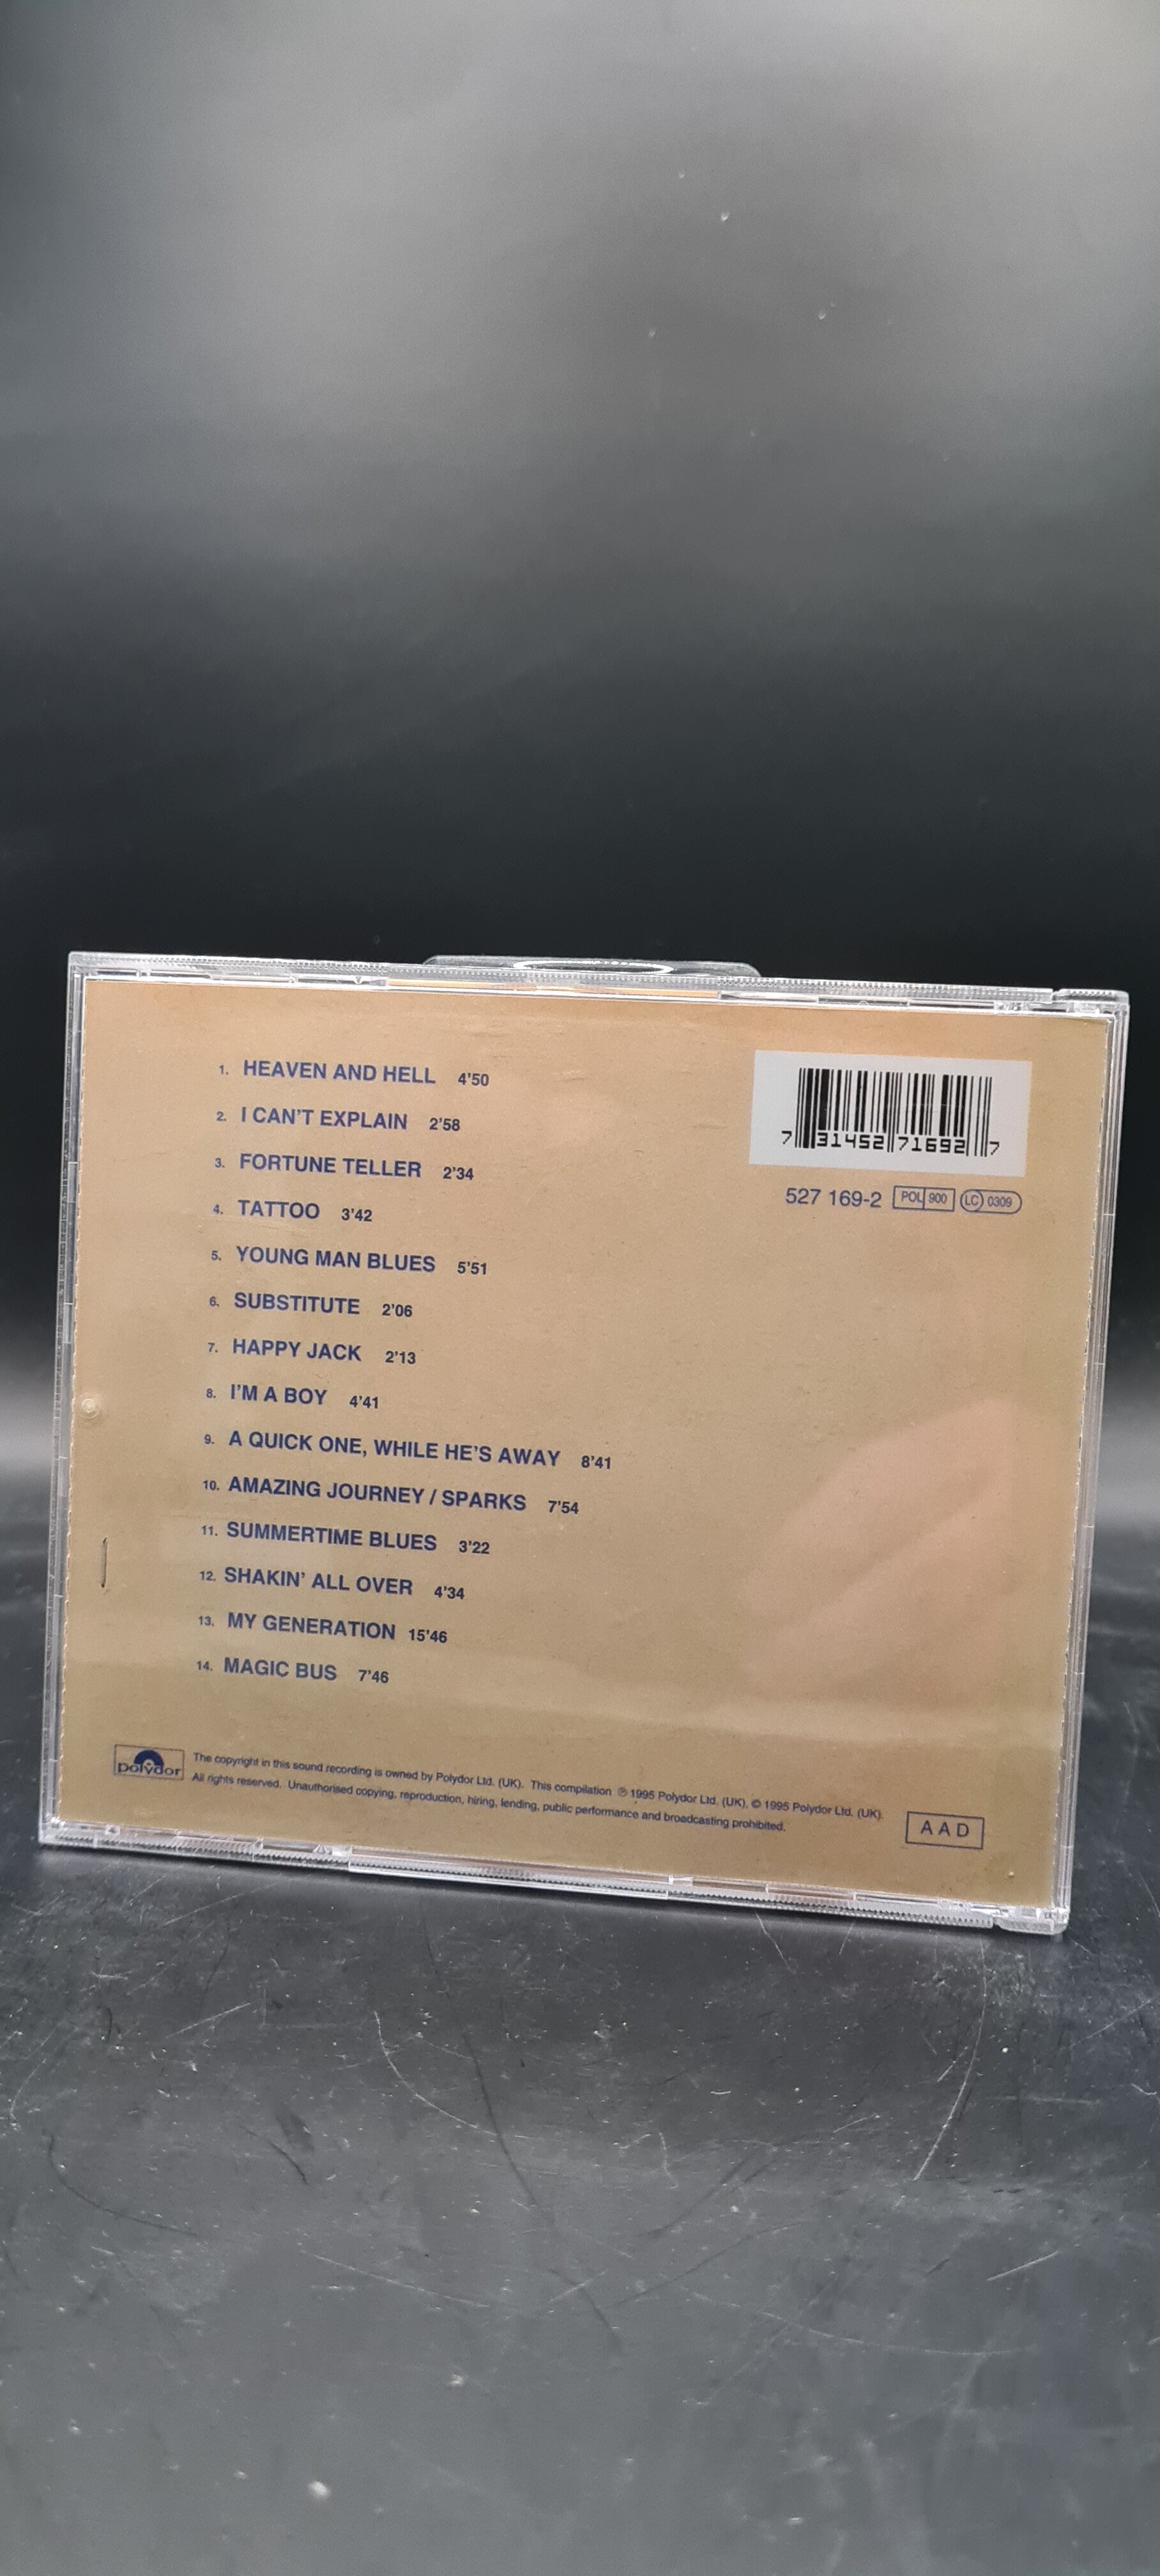 1. HEAVEN AND HELL 4'50
2. I CAN'T EXPLAIN 2'58
3. FORTUNE TELLER 2'34
4. TATTOO 3'42
5. YOUNG MAN BLUES 5'51
6. SUBSTITUTE 2'06
7. HAPPY JACK 2'13
8. I'M A BOY 4'41
9. A QUICK ONE, WHILE HE'S AWAY 8'41
10. AMAZING JOURNEY / SPARKS 7'54
11. SUMMERTIME BLUES 3'22
12. SHAKIN' ALL OVER 4'34
13. MY GENERATION 15'46
14. MAGIC BUS 7'46
7 31452 71692 7
527 169-2 POL 900 LC 0309
polydor
The copyright in this sound recording is owned by Polydor Ltd. (UK). This compilation ℗ 1995 Polydor Ltd. (UK). © 1995 Polydor Ltd. (UK).
All rights reserved. Unauthorised copying, reproduction, hiring, lending, public performance and broadcasting prohibited.
AAD